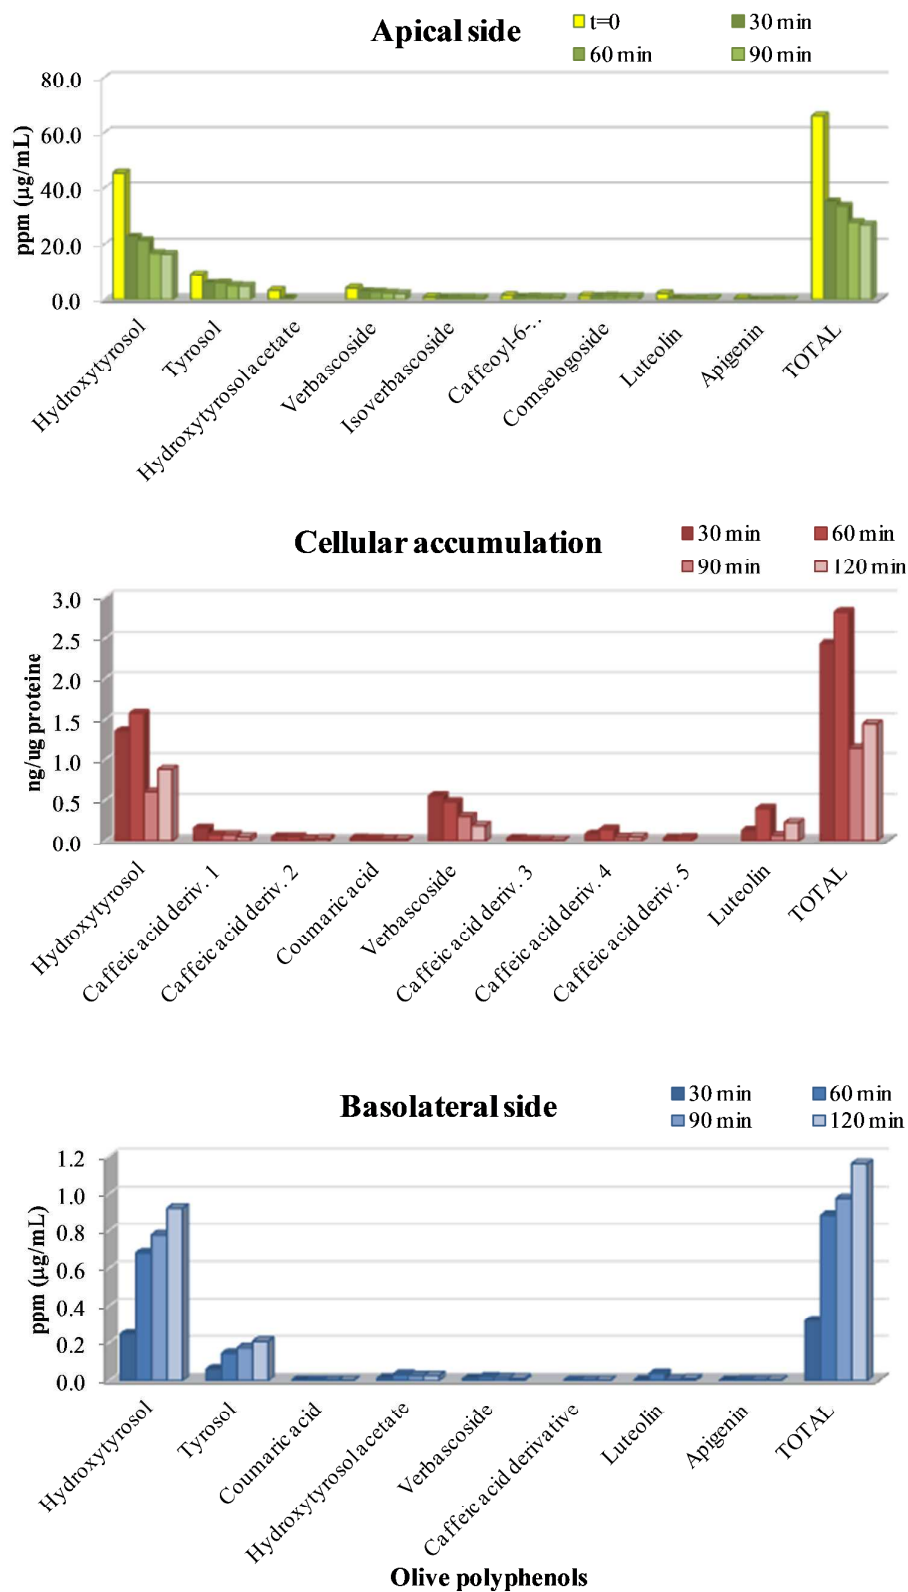 Apical side
t=0
30 min
60 min
90 min
ppm (µg/mL)
80.0
60.0
40.0
20.0
0.0
Hydroxytyrosol
Tyrosol
Hydroxytyrosol acetate
Verbascoside
Isoverbascoside
Caffeoyl-6-..
Comselogoside
Luteolin
Apigenin
TOTAL
Cellular accumulation
30 min
60 min
90 min
120 min
ng/ug proteine
3.0
2.5
2.0
1.5
1.0
0.5
0.0
Hydroxytyrosol
Caffeic acid deriv. 1
Caffeic acid deriv. 2
Coumaric acid
Verbascoside
Caffeic acid deriv. 3
Caffeic acid deriv. 4
Caffeic acid deriv. 5
Luteolin
TOTAL
Basolateral side
30 min
60 min
90 min
120 min
ppm (µg/mL)
1.2
1.0
0.8
0.6
0.4
0.2
0.0
Hydroxytyrosol
Tyrosol
Coumaric acid
Hydroxytyrosol acetate
Verbascoside
Caffeic acid derivative
Luteolin
Apigenin
TOTAL
Olive polyphenols